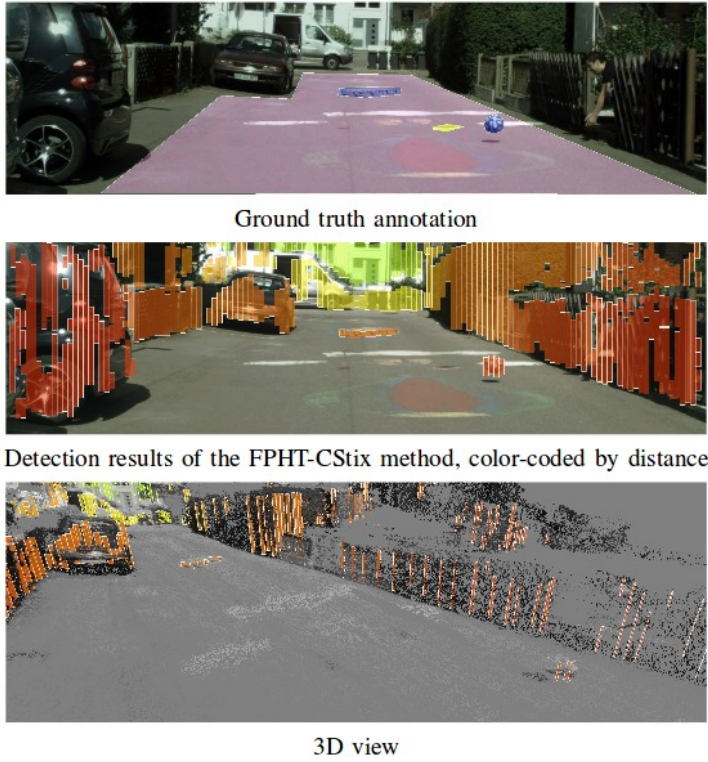 Ground truth annotation
Detection results of the FPHT-CStix method, color-coded by distance
3D view